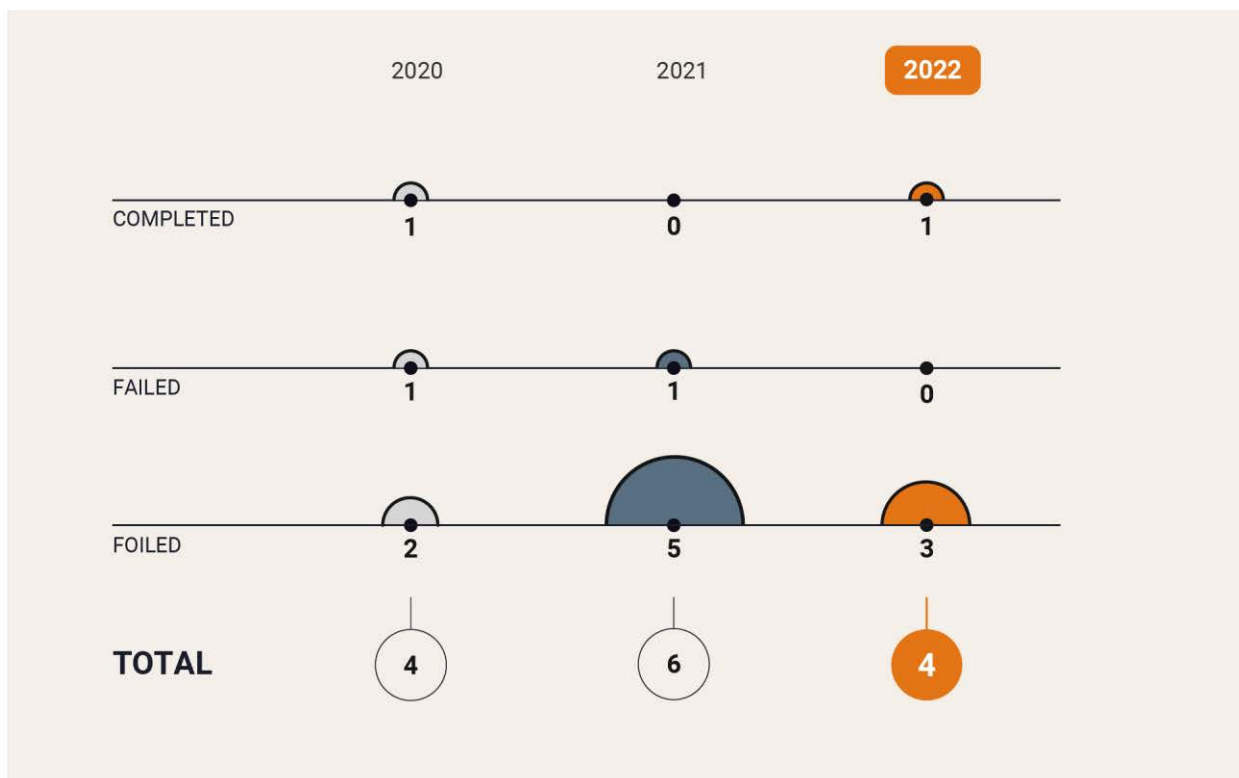 2020 2021 2022
COMPLETED 1 0 1
FAILED 1 1 0
FOILED 2 5 3
TOTAL 4 6 4